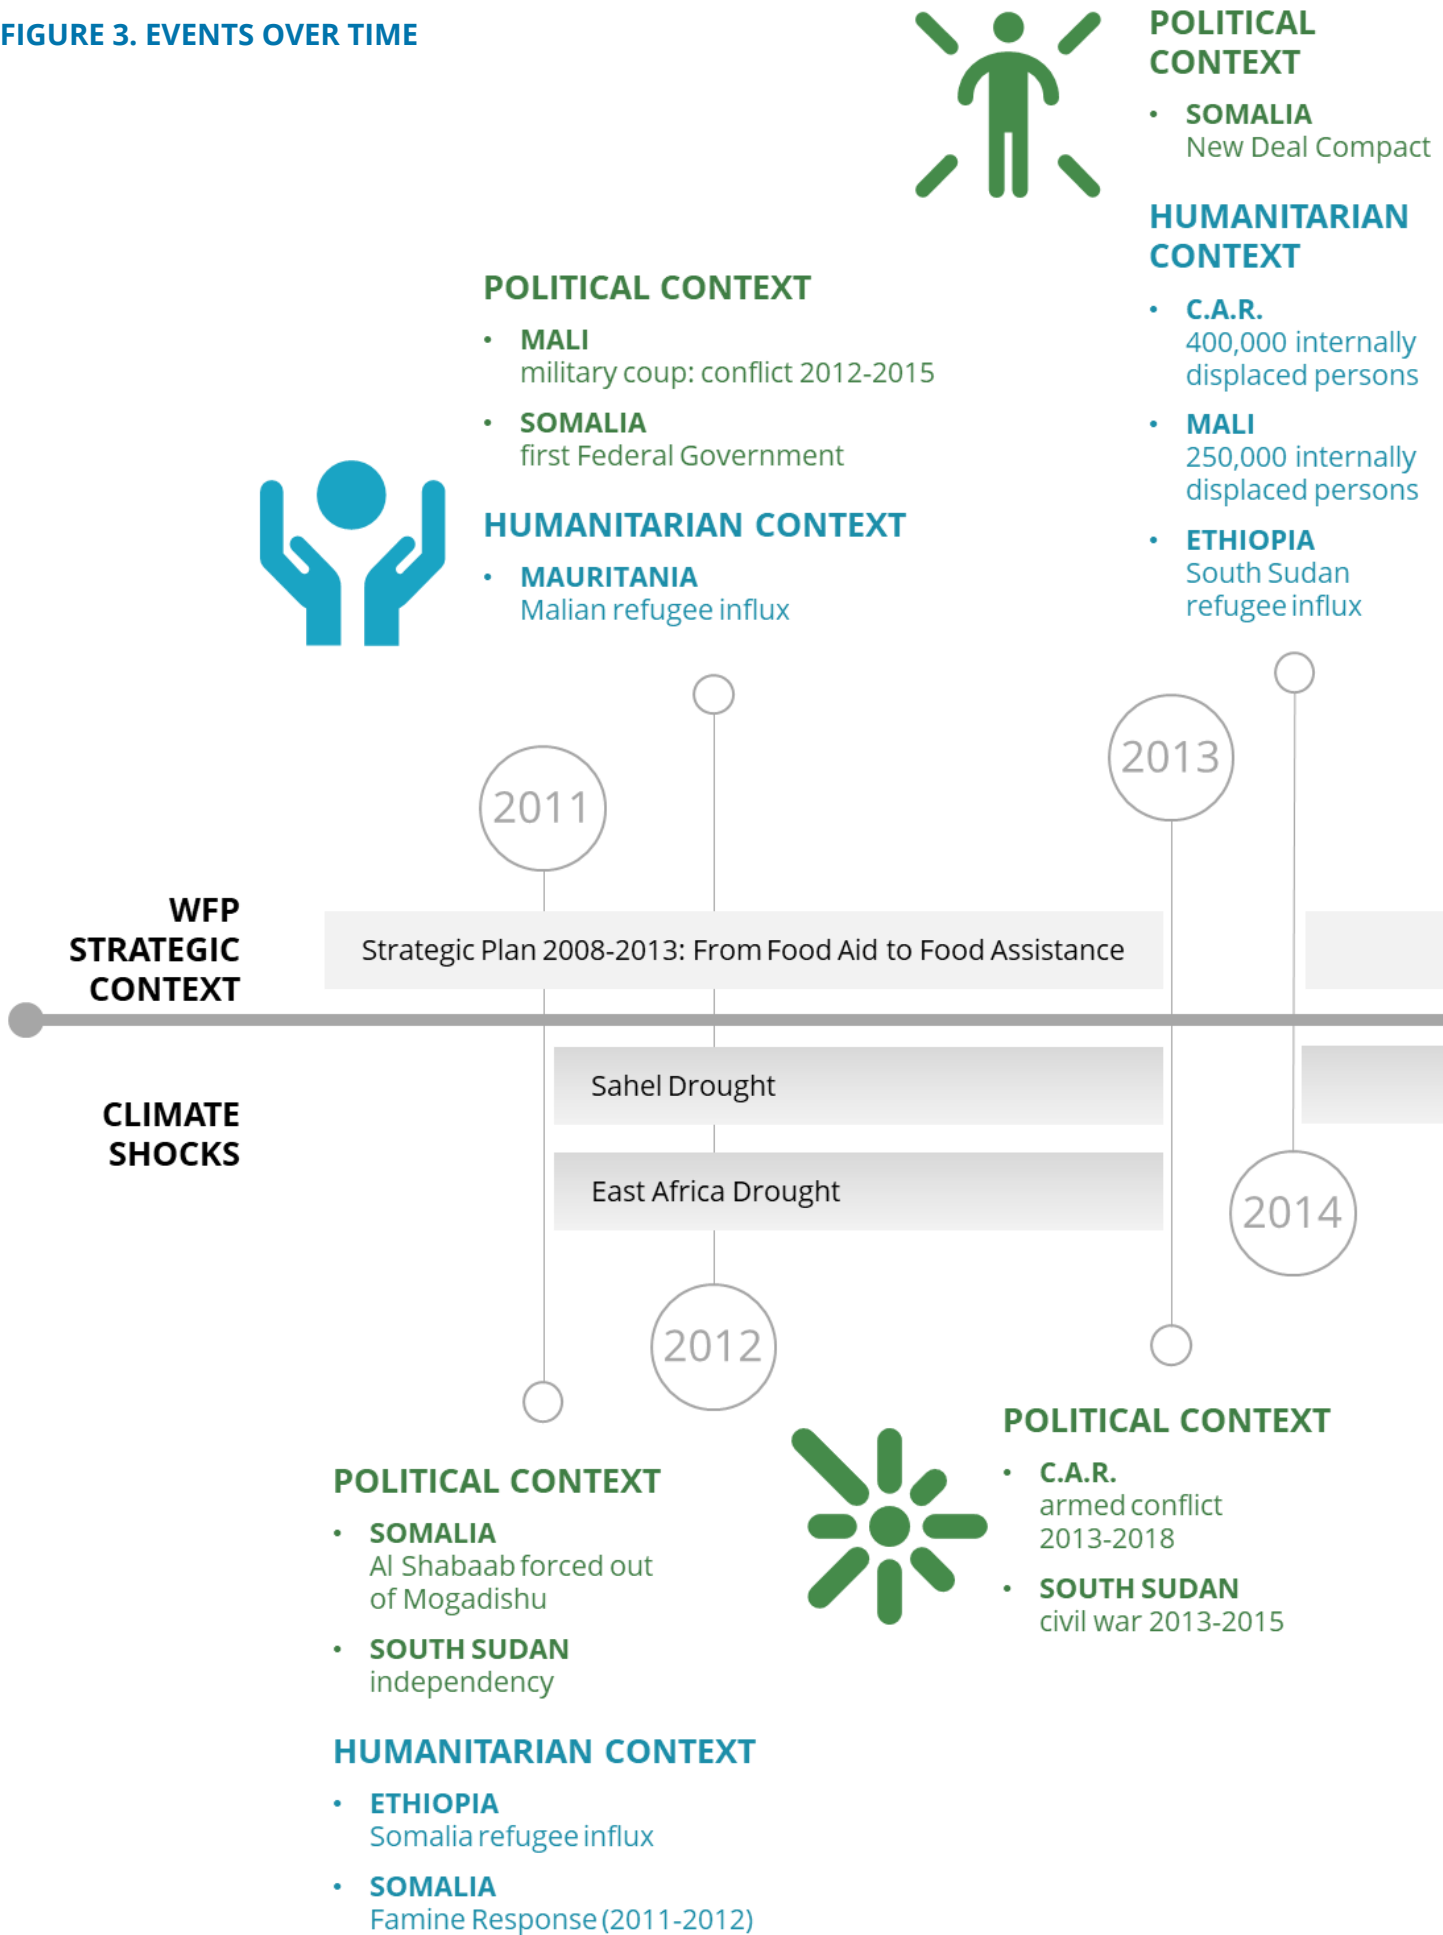 FIGURE 3. EVENTS OVER TIME
POLITICAL
CONTEXT
• SOMALIA
New Deal Compact
HUMANITARIAN
CONTEXT
• C.A.R.
400,000 internally
displaced persons
• MALI
250,000 internally
displaced persons
• ETHIOPIA
South Sudan
refugee influx
POLITICAL CONTEXT
• MALI
military coup: conflict 2012-2015
• SOMALIA
first Federal Government
HUMANITARIAN CONTEXT
• MAURITANIA
Malian refugee influx
2011
2013
WFP
STRATEGIC
CONTEXT
Strategic Plan 2008-2013: From Food Aid to Food Assistance
CLIMATE
SHOCKS
Sahel Drought
East Africa Drought
2014
2012
POLITICAL CONTEXT
• SOMALIA
Al Shabaab forced out
of Mogadishu
• SOUTH SUDAN
independency
HUMANITARIAN CONTEXT
• ETHIOPIA
Somalia refugee influx
• SOMALIA
Famine Response (2011-2012)
POLITICAL CONTEXT
• C.A.R.
armed conflict
2013-2018
• SOUTH SUDAN
civil war 2013-2015